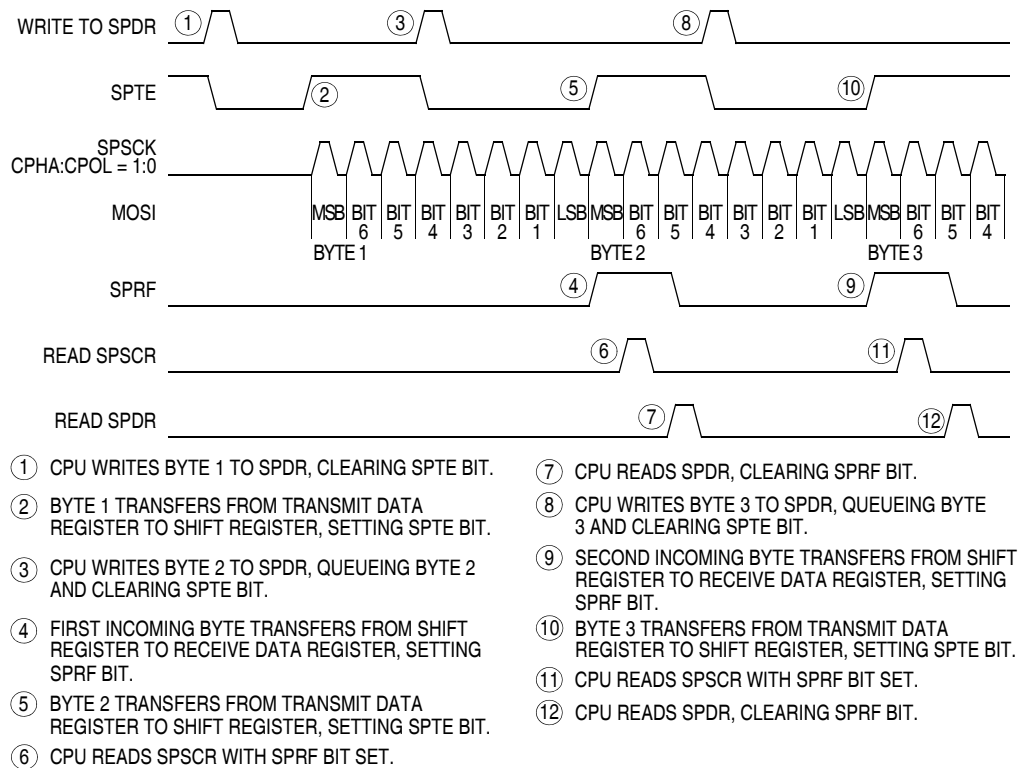 WRITE TO SPDR 1 3 8
SPTE 2 5 10
SPSCK
CPHA:CPOL = 1:0
MOSI MSB BIT BIT BIT BIT BIT BIT LSB MSB BIT BIT BIT BIT BIT BIT LSB MSB BIT BIT BIT
6 5 4 3 2 1 6 5 4 3 2 1 6 5 4
BYTE 1 BYTE 2 BYTE 3
SPRF 4 9
READ SPSCR 6 11
READ SPDR 7 12
1 CPU WRITES BYTE 1 TO SPDR, CLEARING SPTE BIT.
2 BYTE 1 TRANSFERS FROM TRANSMIT DATA
REGISTER TO SHIFT REGISTER, SETTING SPTE BIT.
3 CPU WRITES BYTE 2 TO SPDR, QUEUEING BYTE 2
AND CLEARING SPTE BIT.
4 FIRST INCOMING BYTE TRANSFERS FROM SHIFT
REGISTER TO RECEIVE DATA REGISTER, SETTING
SPRF BIT.
5 BYTE 2 TRANSFERS FROM TRANSMIT DATA
REGISTER TO SHIFT REGISTER, SETTING SPTE BIT.
6 CPU READS SPSCR WITH SPRF BIT SET.
7 CPU READS SPDR, CLEARING SPRF BIT.
8 CPU WRITES BYTE 3 TO SPDR, QUEUEING BYTE
3 AND CLEARING SPTE BIT.
9 SECOND INCOMING BYTE TRANSFERS FROM SHIFT
REGISTER TO RECEIVE DATA REGISTER, SETTING
SPRF BIT.
10 BYTE 3 TRANSFERS FROM TRANSMIT DATA
REGISTER TO SHIFT REGISTER, SETTING SPTE BIT.
11 CPU READS SPSCR WITH SPRF BIT SET.
12 CPU READS SPDR, CLEARING SPRF BIT.